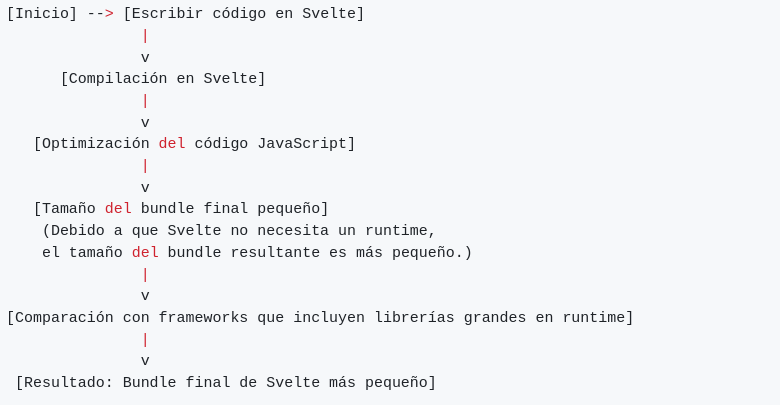 [Inicio] --> [Escribir código en Svelte]
|
v
[Compilación en Svelte]
|
v
[Optimización del código JavaScript]
|
v
[Tamaño del bundle final pequeño]
(Debido a que Svelte no necesita un runtime,
el tamaño del bundle resultante es más pequeño.)
|
v
[Comparación con frameworks que incluyen librerías grandes en runtime]
|
v
[Resultado: Bundle final de Svelte más pequeño]